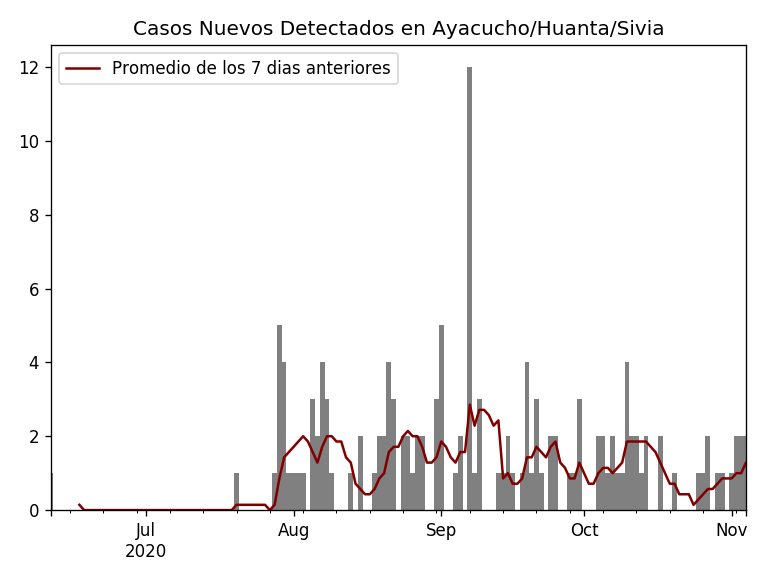 Casos Nuevos Detectados en Ayacucho/Huanta/Sivia
Promedio de los 7 dias anteriores
12
10
8
6
4
2
0
Jul
2020
Aug
Sep
Oct
Nov